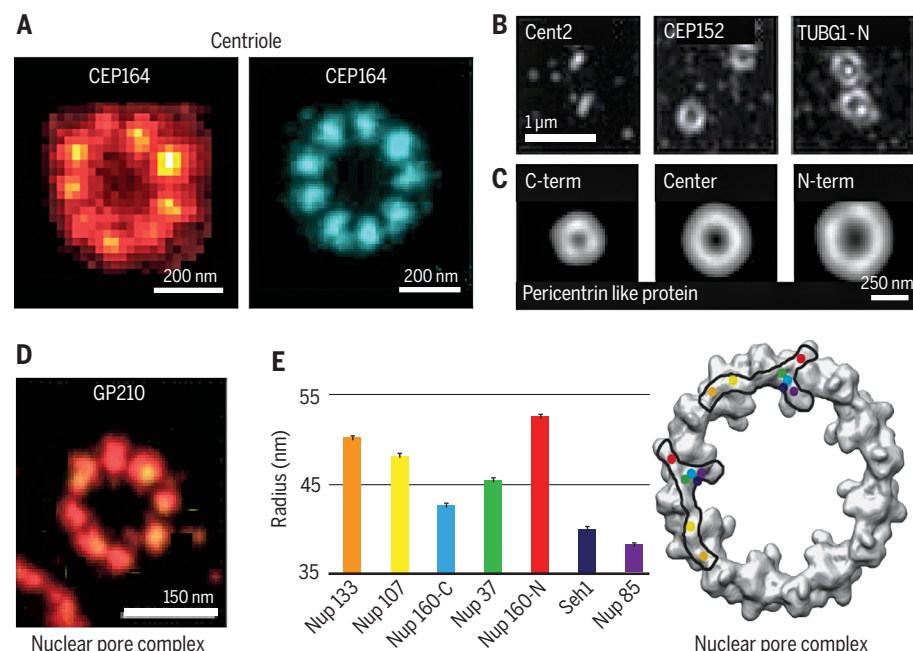 A
Centriole
CEP164
CEP164
200 nm
200 nm
B
Cent2
CEP152
TUBG1-N
1 µm
C
C-term
Center
N-term
Pericentrin like protein
250 nm
D
GP210
150 nm
Nuclear pore complex
E
Radius (nm)
55
45
35
Nup 133
Nup 107
Nup 160-C
Nup 37
Nup 160-N
Seh1
Nup 85
Nuclear pore complex